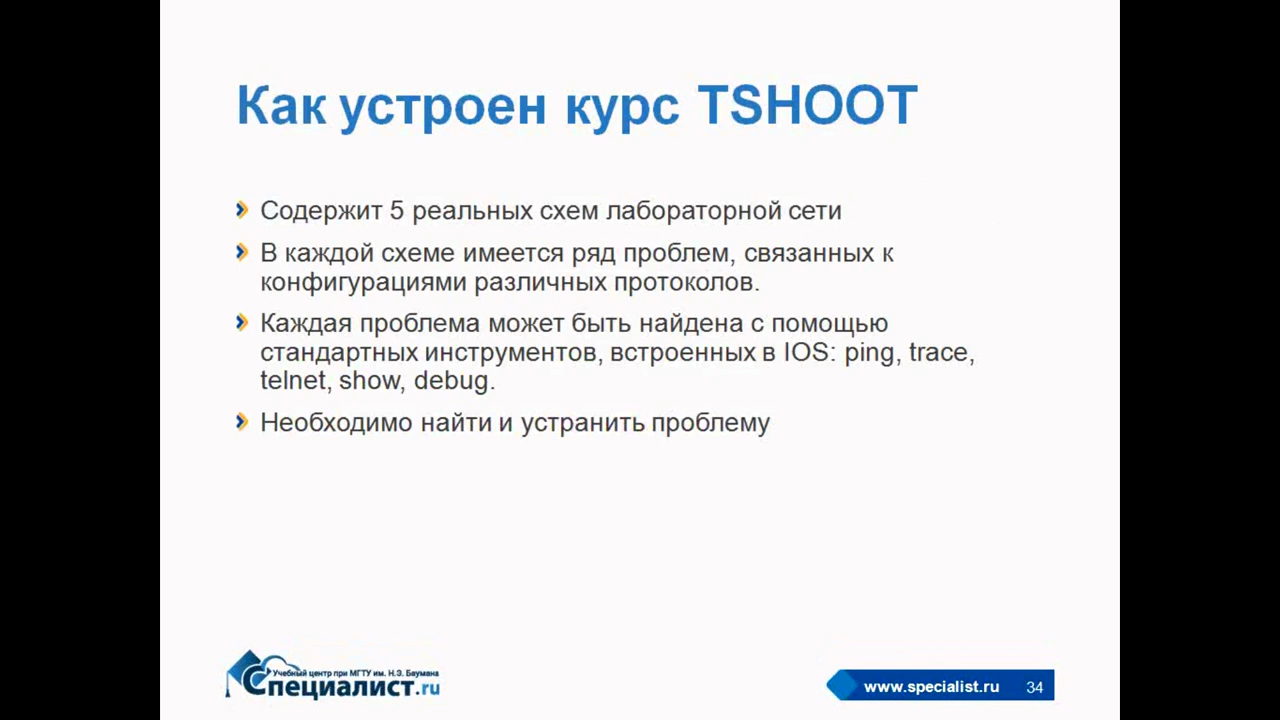 Как устроен курс TSHOOT
Содержит 5 реальных схем лабораторной сети
В каждой схеме имеется ряд проблем, связанных к
конфигурациями различных протоколов.
Каждая проблема может быть найдена с помощью
стандартных инструментов, встроенных в IOS: ping, trace,
telnet, show, debug.
Необходимо найти и устранить проблему
Учебный центр при МГТУ им. Н.Э. Баумана
Специалист.ru
www.specialist.ru 34